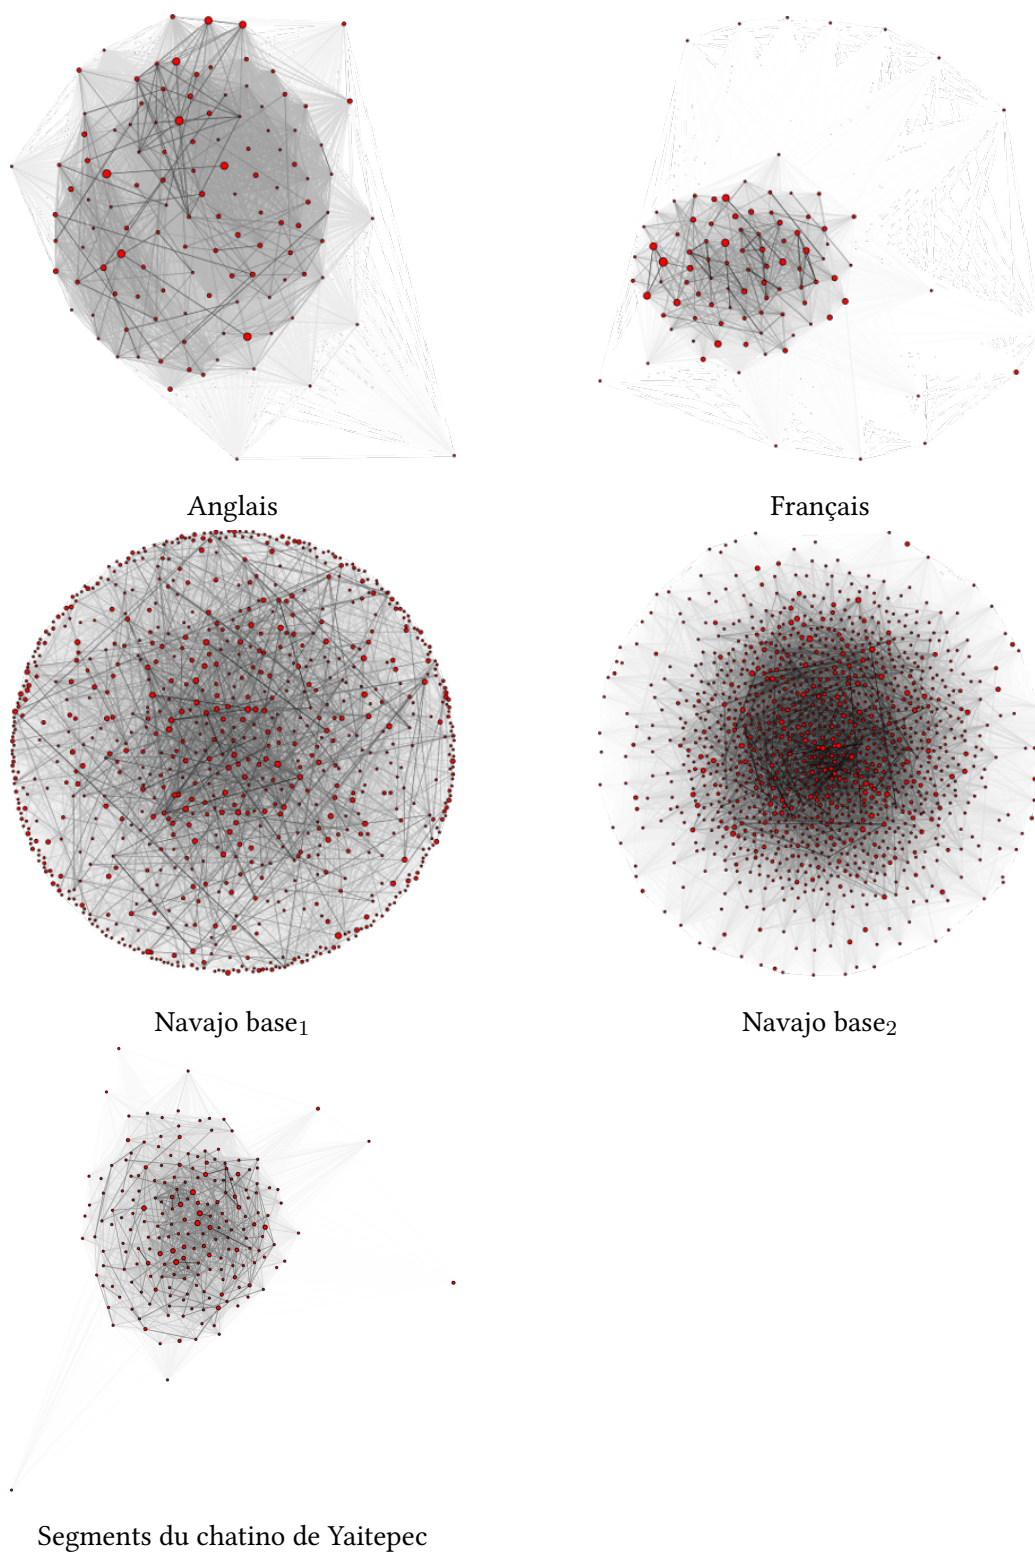 Anglais
Français
Navajo base₁
Navajo base₂
Segments du chatino de Yaitepec